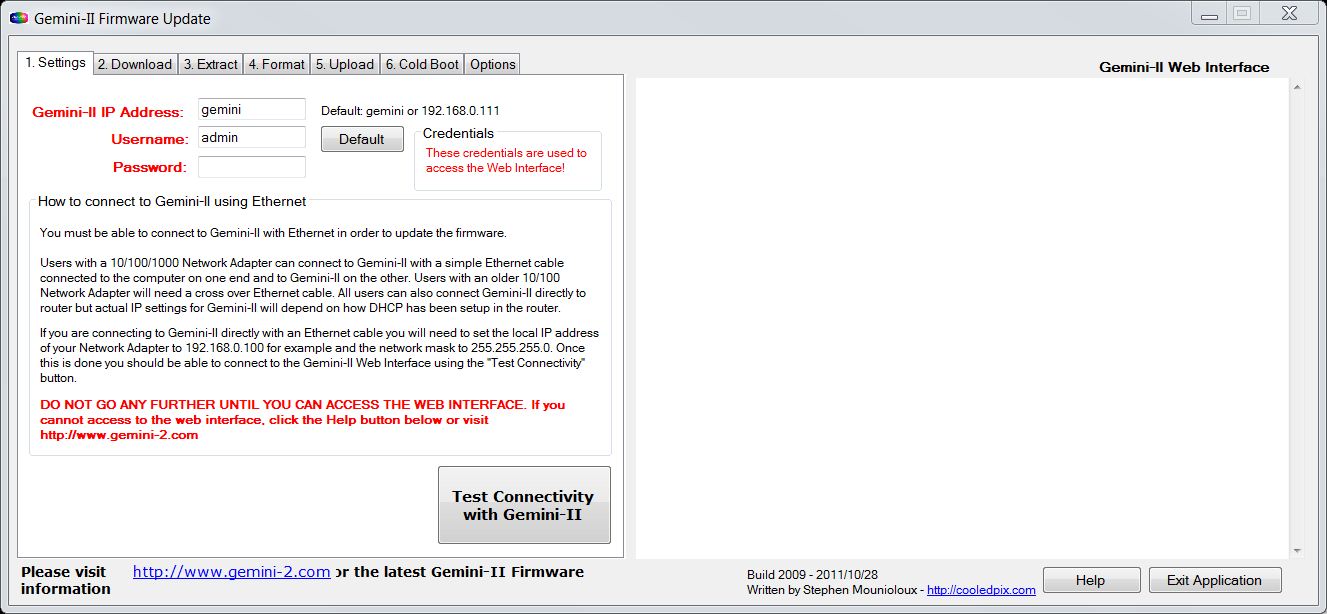 Gemini-II Firmware Update
1. Settings 2. Download 3. Extract 4. Format 5. Upload 6. Cold Boot Options
Gemini-II Web Interface
Gemini-II IP Address: gemini Default: gemini or 192.168.0.111
Username: admin Default
Password:
Credentials
These credentials are used to
access the Web Interface!
How to connect to Gemini-II using Ethernet
You must be able to connect to Gemini-II with Ethernet in order to update the firmware.
Users with a 10/100/1000 Network Adapter can connect to Gemini-II with a simple Ethernet cable
connected to the computer on one end and to Gemini-II on the other. Users with an older 10/100
Network Adapter will need a cross over Ethernet cable. All users can also connect Gemini-II directly to
router but actual IP settings for Gemini-II will depend on how DHCP has been setup in the router.
If you are connecting to Gemini-II directly with an Ethernet cable you will need to set the local IP address
of your Network Adapter to 192.168.0.100 for example and the network mask to 255.255.255.0. Once
this is done you should be able to connect to the Gemini-II Web Interface using the "Test Connectivity"
button.
DO NOT GO ANY FURTHER UNTIL YOU CAN ACCESS THE WEB INTERFACE. If you
cannot access to the web interface, click the Help button below or visit
http://www.gemini-2.com
Test Connectivity
with Gemini-II
Please visit http://www.gemini-2.com or the latest Gemini-II Firmware
information
Build 2009 - 2011/10/28
Written by Stephen Mounioloux - http://cooledpix.com
Help Exit Application